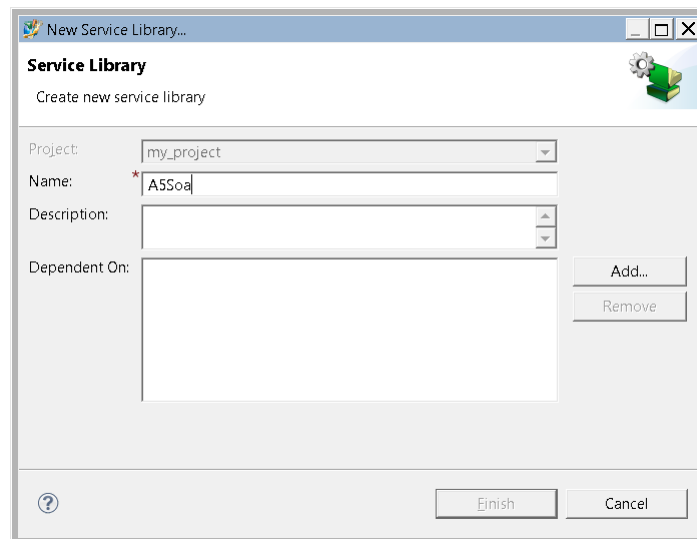 New Service Library...
Service Library
Create new service library
Project:
my_project
Name:
*
A5Soa
Description:
Dependent On:
Add...
Remove
?
Finish
Cancel